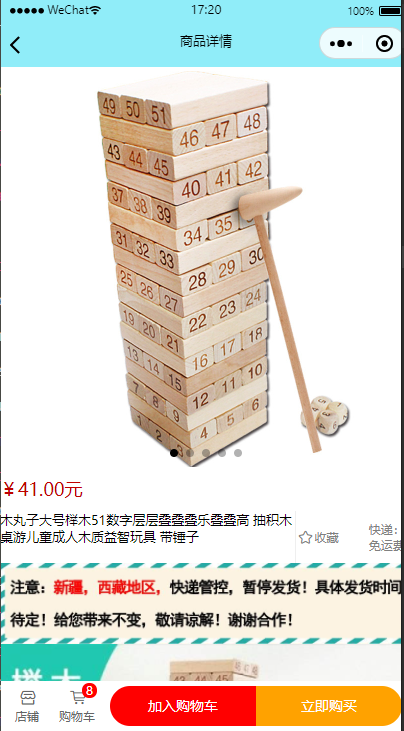 WeChat 17:20 100%
商品详情
49 50 51
46 47 48
43 44 45
40 41 42
37 38 39
34 35 36
31 32 33
28 29 30
25 26 27
22 23 24
19 20 21
16 17 18
13 14 15
10 11 12
7 8 9
4 5 6
1 2 3
¥41.00元
木丸子大号榉木51数字层层叠叠叠乐叠叠高 抽积木
桌游儿童成人木质益智玩具 带锤子
收藏
快递:
免运费
注意：新疆，西藏地区，快递管控，暂停发货！具体发货时间
待定！给您带来不变，敬请谅解！谢谢合作！
榉木
43 44 45
店铺
购物车
8
加入购物车
立即购买